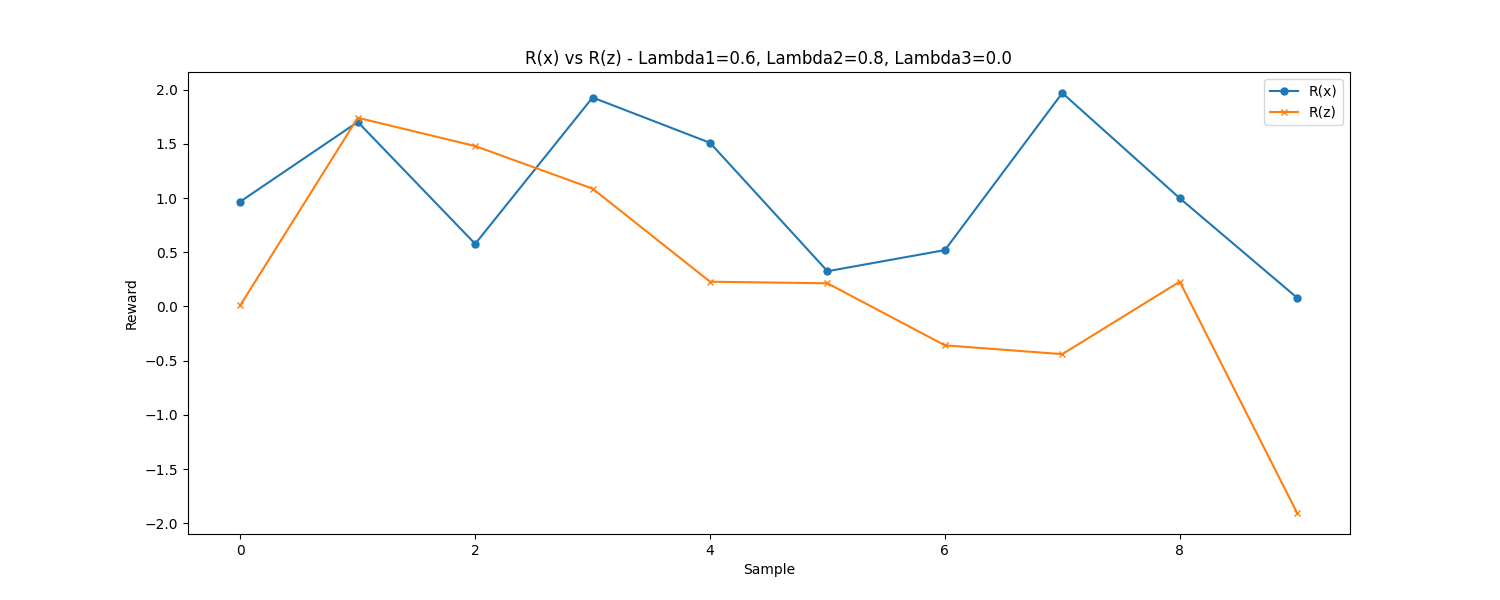 R(x) vs R(z) - Lambda1=0.6, Lambda2=0.8, Lambda3=0.0
R(x)
R(z)
2.0
1.5
1.0
0.5
0.0
−0.5
−1.0
−1.5
−2.0
Reward
0 2 4 6 8
Sample